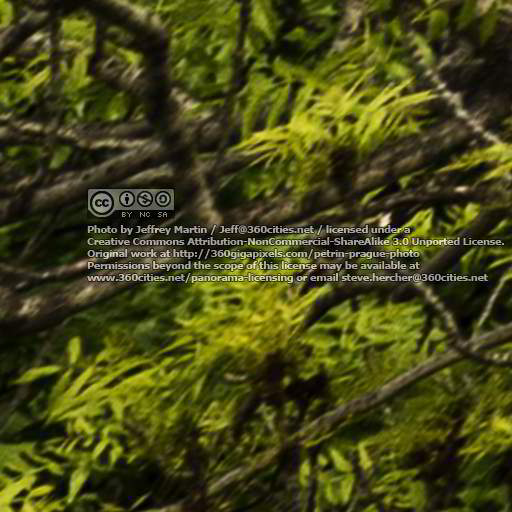 cc
BY NC SA
Photo by Jeffrey Martin / Jeff@360cities.net / licensed under a
Creative Commons Attribution-NonCommercial-ShareAlike 3.0 Unported License.
Original work at http://360gigapixels.com/petrin-prague-photo
Permissions beyond the scope of this license may be available at
www.360cities.net/panorama-licensing or email steve.hercher@360cities.net